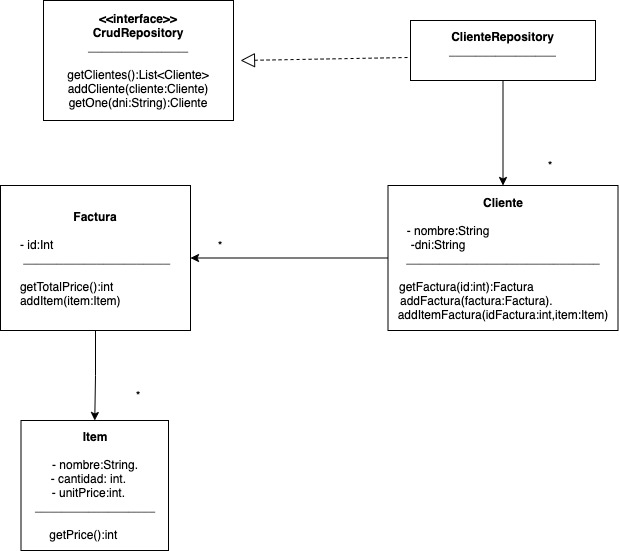 <<interface>>
CrudRepository
getClientes():List<Cliente>
addCliente(cliente:Cliente)
getOne(dni:String):Cliente
ClienteRepository
*
Factura
- id:Int
getTotalPrice():int
addItem(item:Item)
*
Cliente
- nombre:String
-dni:String
getFactura(id:int):Factura
addFactura(factura:Factura).
addItemFactura(idFactura:int,item:Item)
*
Item
- nombre:String.
- cantidad: int.
- unitPrice:int.
getPrice():int